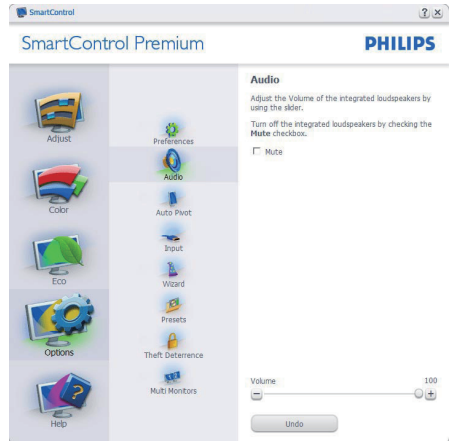 SmartControl
SmartControl Premium
PHILIPS
Adjust
Color
Eco
Options
Help
Preferences
Audio
Auto Pivot
Input
Wizard
Presets
Theft Deterrence
Multi Monitors
Audio
Adjust the Volume of the integrated loudspeakers by
using the slider.
Turn off the integrated loudspeakers by checking the
Mute checkbox.
Mute
Volume 100
Undo